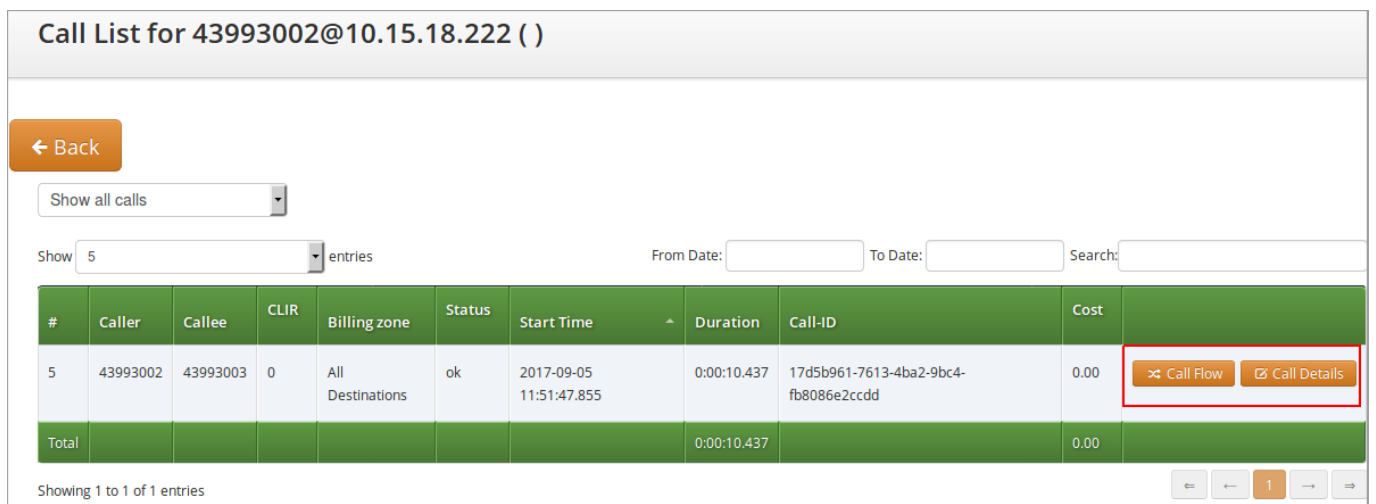 Call List for 43993002@10.15.18.222 ( )
Back
Show all calls
Show 5 entries From Date: To Date: Search:
# Caller Callee CLIR Billing zone Status Start Time Duration Call-ID Cost
5 43993002 43993003 0 All ok 2017-09-05 0:00:10.437 17d5b961-7613-4ba2-9bc4- 0.00 Call Flow Call Details
Destinations 11:51:47.855 fb8086e2ccdd
Total 0:00:10.437 0.00
Showing 1 to 1 of 1 entries ⇐ ← 1 → ⇒